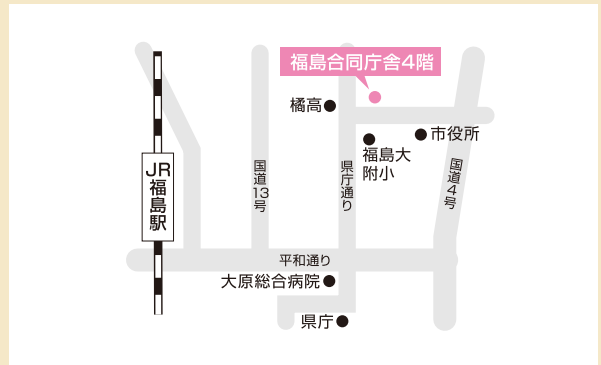 福島合同庁舎4階
橘高
市役所
福島大
附小
JR
福島駅
国道13号
県庁通り
国道4号
平和通り
大原総合病院
県庁